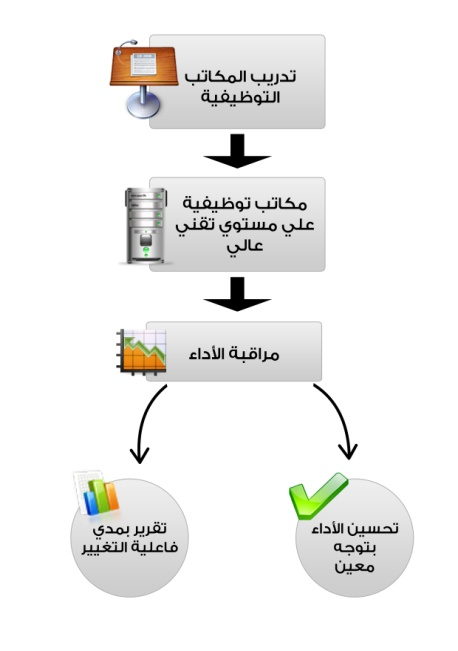 تدريب المكاتب
التوظيفية
مكاتب توظيفية
علي مستوي تقني
عالي
مراقبة الأداء
تحسين الأداء
بتوجه
معين
تقرير بمدي
فاعلية التغيير